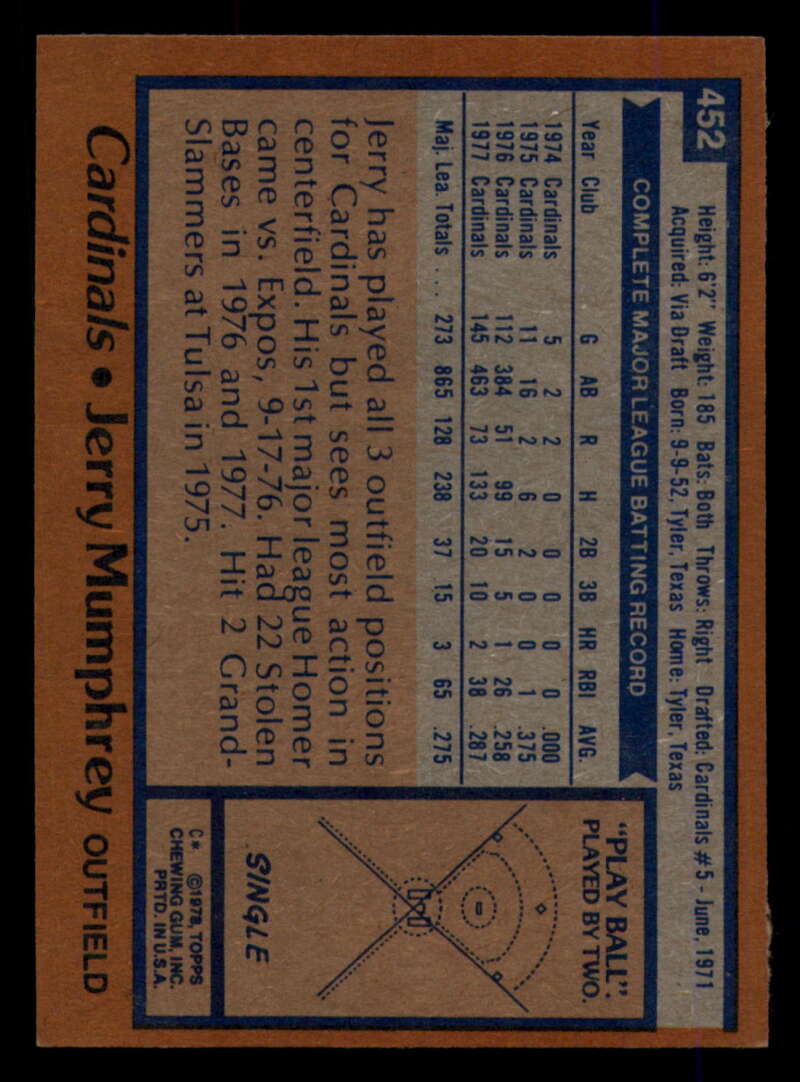 452
Height: 6'2" Weight: 185 Bats: Both Throws: Right Drafted: Cardinals #5 - June, 1971
Acquired: Via Draft Born: 9-9-52, Tyler, Texas Home: Tyler, Texas
COMPLETE MAJOR LEAGUE BATTING RECORD
Year Club G AB R H 2B 3B HR RBI AVG.
1974 Cardinals 5 2 2 0 0 0 0 0 .000
1975 Cardinals 11 16 2 6 2 0 0 1 .375
1976 Cardinals 112 384 51 99 15 5 1 26 .258
1977 Cardinals 145 463 73 133 20 10 2 38 .287
Maj. Lea. Totals . . . 273 865 128 238 37 15 3 65 .275
Jerry has played all 3 outfield positions
for Cardinals but sees most action in
centerfield. His 1st major league Homer
came vs. Expos, 9-17-76. Had 22 Stolen
Bases in 1976 and 1977. Hit 2 Grand-
Slammers at Tulsa in 1975.
"PLAY BALL"
PLAYED BY TWO.
SINGLE
C* ©1978, TOPPS
CHEWING GUM, INC.
PRTD. IN U.S.A.
Cardinals • Jerry Mumphrey OUTFIELD